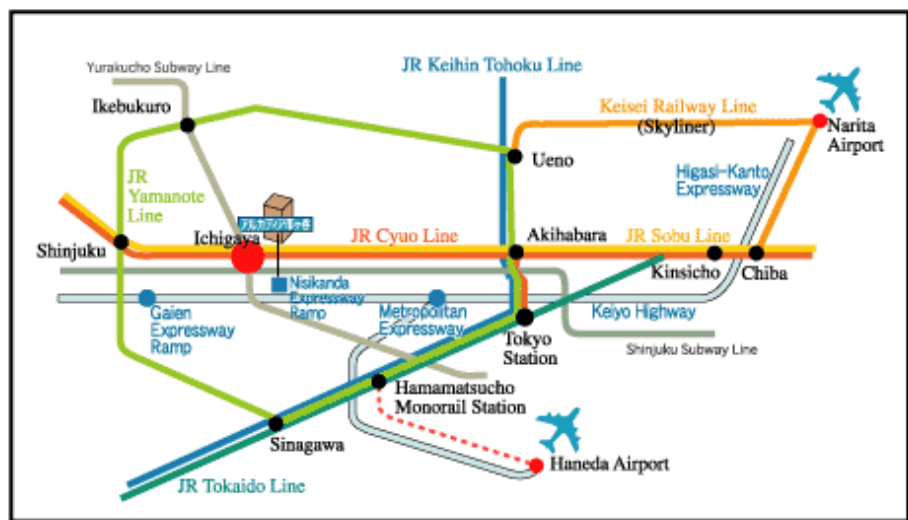 Yurakucho Subway Line
JR Keihin Tohoku Line
Ikebukuro
Keisei Railway Line
(Skyliner)
Narita
Airport
Ueno
Higasi-Kanto
Expressway
JR
Yamanote
Line
Shinjuku
Ichigaya
JR Cyuo Line
Akihabara
JR Sobu Line
Kinsicho
Chiba
Nisikanda
Expressway
Ramp
Gaien
Expressway
Ramp
Metropolitan
Expressway
Keiyo Highway
Tokyo
Station
Shinjuku Subway Line
Hamamatsucho
Monorail Station
Sinagawa
Haneda Airport
JR Tokaido Line